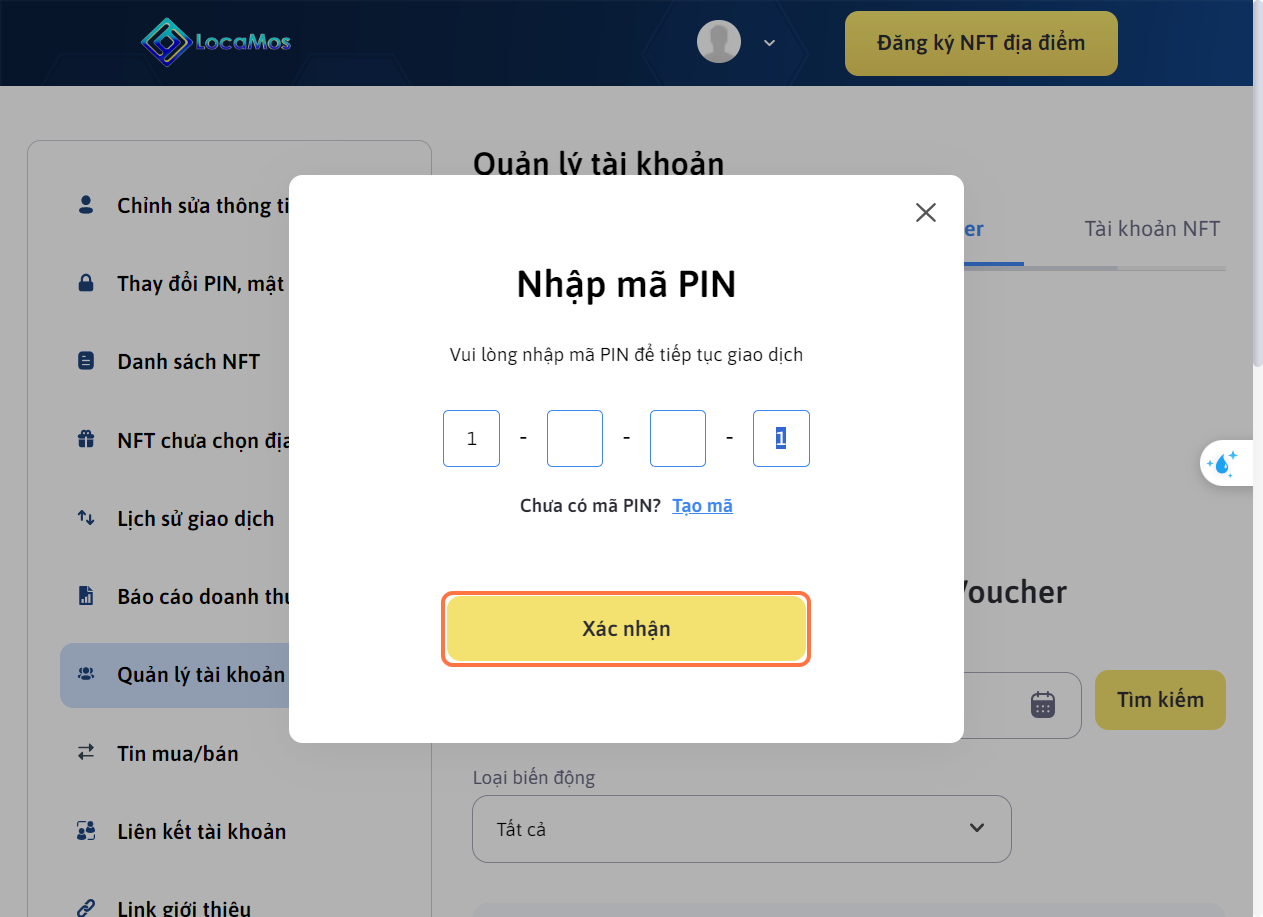 LocaMos
Đăng ký NFT địa điểm
Chỉnh sửa thông ti
Thay đổi PIN, mật
Danh sách NFT
NFT chưa chọn địa
Lịch sử giao dịch
Báo cáo doanh thu
Quản lý tài khoản
Tin mua/bán
Liên kết tài khoản
Link giới thiệu
Quản lý tài khoản
er
Tài khoản NFT
Nhập mã PIN
Vui lòng nhập mã PIN để tiếp tục giao dịch
1 - - - 1
Chưa có mã PIN? Tạo mã
Xác nhận
Voucher
Tìm kiếm
Loại biến động
Tất cả